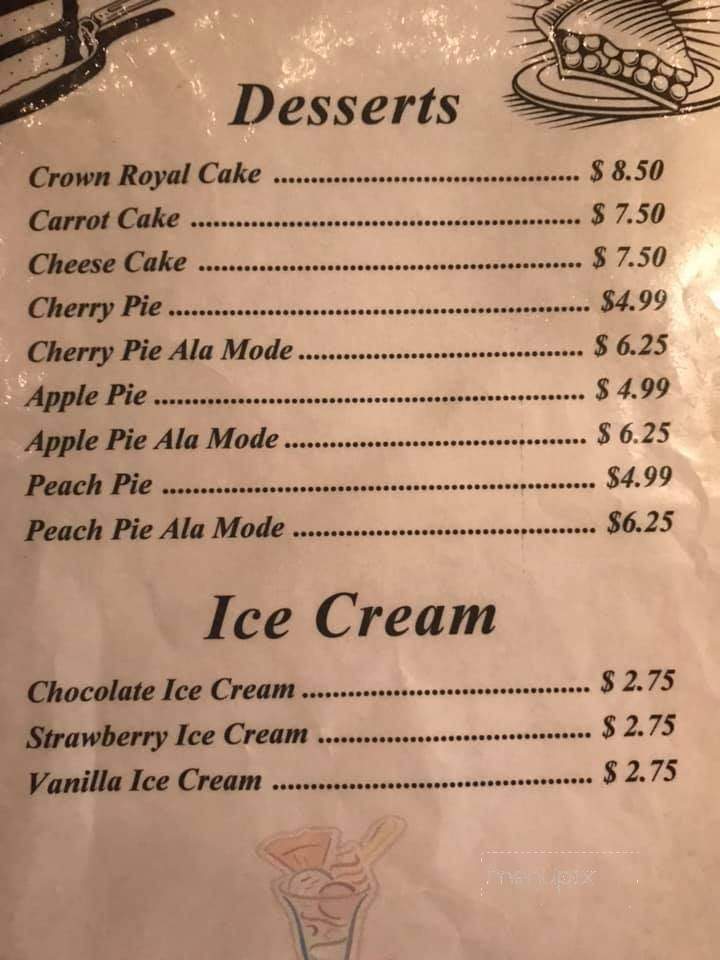 Desserts
Crown Royal Cake ........................................ $ 8.50
Carrot Cake ................................................... $ 7.50
Cheese Cake .................................................. $ 7.50
Cherry Pie ....................................................... $4.99
Cherry Pie Ala Mode ..................................... $ 6.25
Apple Pie ........................................................ $ 4.99
Apple Pie Ala Mode ....................................... $ 6.25
Peach Pie ........................................................ $4.99
Peach Pie Ala Mode ....................................... $6.25
Ice Cream
Chocolate Ice Cream ..................................... $ 2.75
Strawberry Ice Cream ................................... $ 2.75
Vanilla Ice Cream ......................................... $ 2.75
menupix